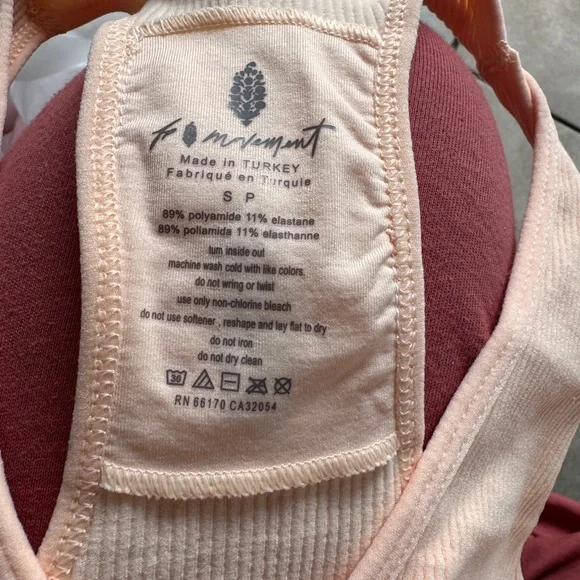 FP movement
Made in TURKEY
Fabriqué en Turquie
S P
89% polyamide 11% elastane
89% poliamida 11% elasthanne
turn inside out
machine wash cold with like colors
do not wring or twist
use only non-chlorine bleach
do not use softener , reshape and lay flat to dry
do not iron
do not dry clean
30
RN 66170 CA32054